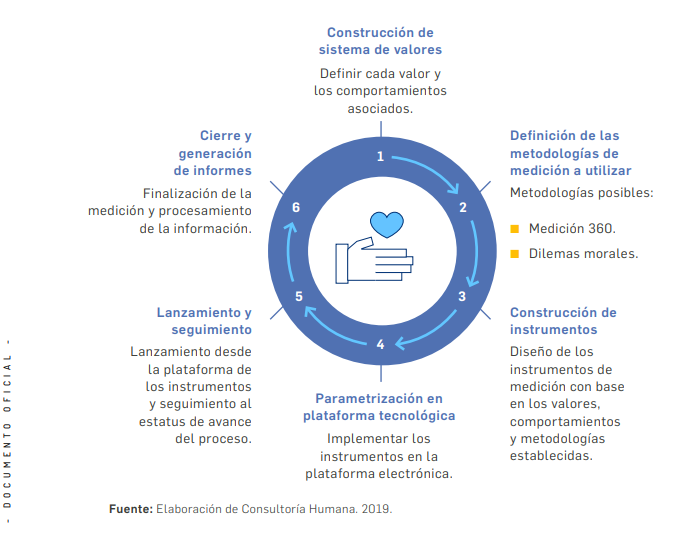 Construcción de
sistema de valores
Definir cada valor y
los comportamientos
asociados.
1
Definición de las
metodologías de
medición a utilizar
Metodologías posibles:
Medición 360.
Dilemas morales.
2
Construcción de
instrumentos
Diseño de los
instrumentos de
medición con base
en los valores,
comportamientos
y metodologías
establecidas.
3
Parametrización en
plataforma tecnológica
Implementar los
instrumentos en la
plataforma electrónica.
4
Lanzamiento y
seguimiento
Lanzamiento desde
la plataforma de
los instrumentos
y seguimiento al
estatus de avance
del proceso.
5
Cierre y
generación
de informes
Finalización de la
medición y procesamiento
de la información.
6
Fuente: Elaboración de Consultoría Humana. 2019.
- DOCUMENTO OFICIAL -